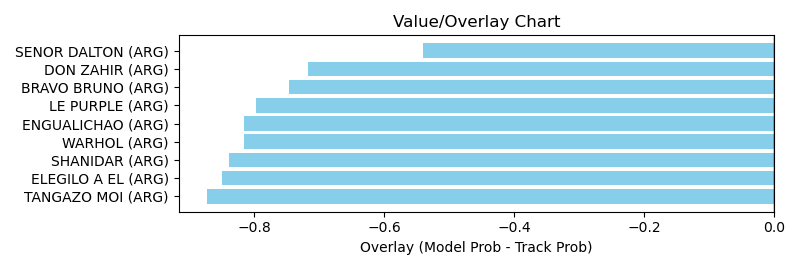 Value/Overlay Chart
SENOR DALTON (ARG)
DON ZAHIR (ARG)
BRAVO BRUNO (ARG)
LE PURPLE (ARG)
ENGUALICHAO (ARG)
WARHOL (ARG)
SHANIDAR (ARG)
ELEGILO A EL (ARG)
TANGAZO MOI (ARG)
−0.8 −0.6 −0.4 −0.2 0.0
Overlay (Model Prob - Track Prob)